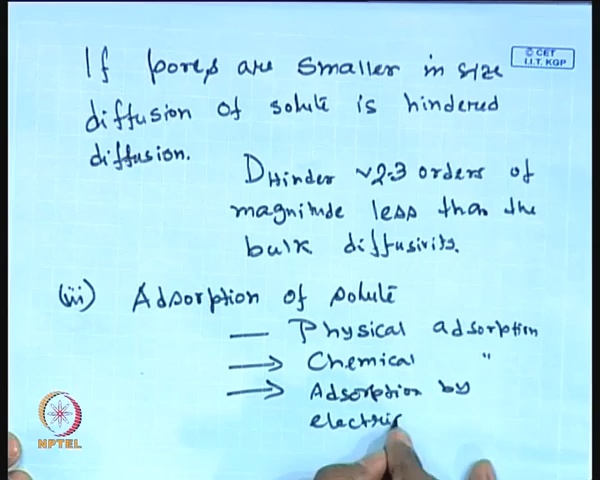 © CET
I.I.T. KGP
If pores are smaller in size
diffusion of solute is hindered
diffusion.
DHinder ~2-3 orders of
magnitude less than the
bulk diffusivity.
(iii) Adsorption of solute
— Physical adsorption
→ Chemical "
→ Adsorption by
electric
NPTEL